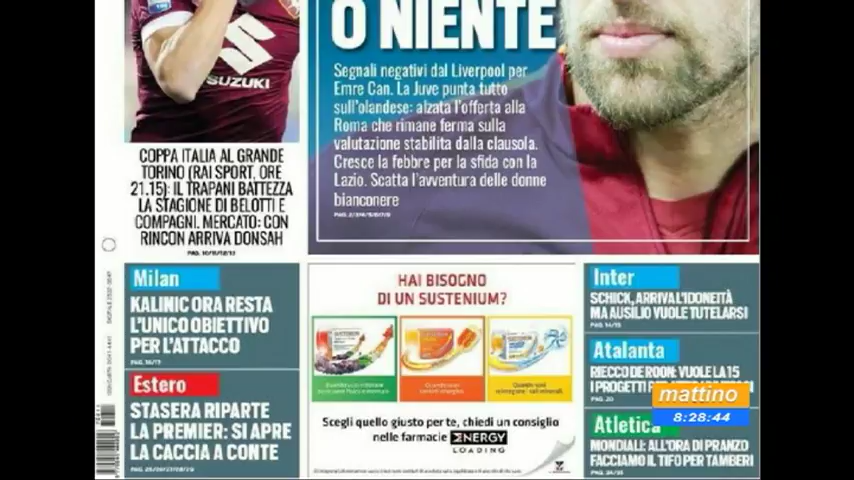 O NIENTE
Segnali negativi dal Liverpool per
Emre Can. La Juve punta tutto
sull'olandese: alzata l'offerta alla
Roma che rimane ferma sulla
valutazione stabilita dalla clausola.
Cresce la febbre per la sfida con la
Lazio. Scatta l'avventura delle donne
bianconere
SUZUKI
COPPA ITALIA AL GRANDE
TORINO (RAI SPORT, ORE
21.15): IL TRAPANI BATTEZZA
LA STAGIONE DI BELOTTI E
COMPAGNI. MERCATO: CON
RINCON ARRIVA DONSAH
Milan
KALINIC ORA RESTA
L'UNICO OBIETTIVO
PER L'ATTACCO
Estero
STASERA RIPARTE
LA PREMIER: SI APRE
LA CACCIA A CONTE
HAI BISOGNO
DI UN SUSTENIUM?
Scegli quello giusto per te, chiedi un consiglio
nelle farmacie ENERGY
LOADING
Inter
SCHICK, ARRIVA L'IDONEITÀ
MA AUSILIO VUOLE TUTELARSI
Atalanta
RIECCO DE ROON: VUOLE LA 15
I PROGETTI
mattino
8:28:44
Atletica
MONDIALI: ALL'ORA DI PRANZO
FACCIAMO IL TIFO PER TAMBERI